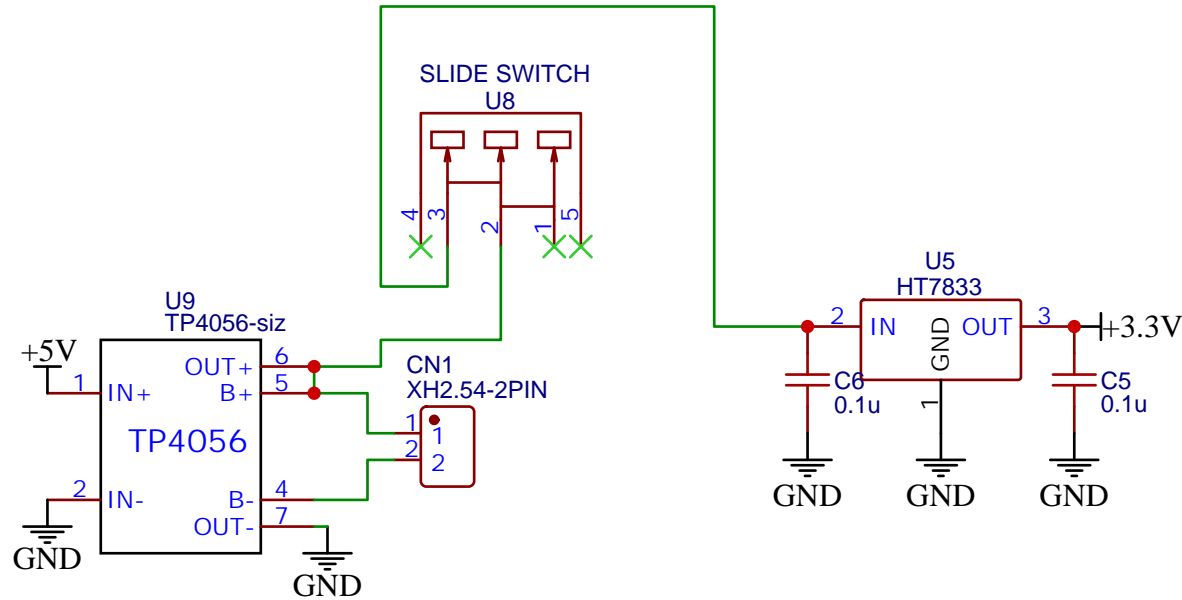 SLIDE SWITCH
U8
4
3
2
1
5
U9
TP4056-siz
+5V
1
IN+
OUT+
6
B+
5
TP4056
2
IN-
B-
4
OUT-
7
GND
GND
CN1
XH2.54-2PIN
1
1
2
2
U5
HT7833
2
IN
GND
OUT
3
+3.3V
1
C6
0.1u
C5
0.1u
GND
GND
GND